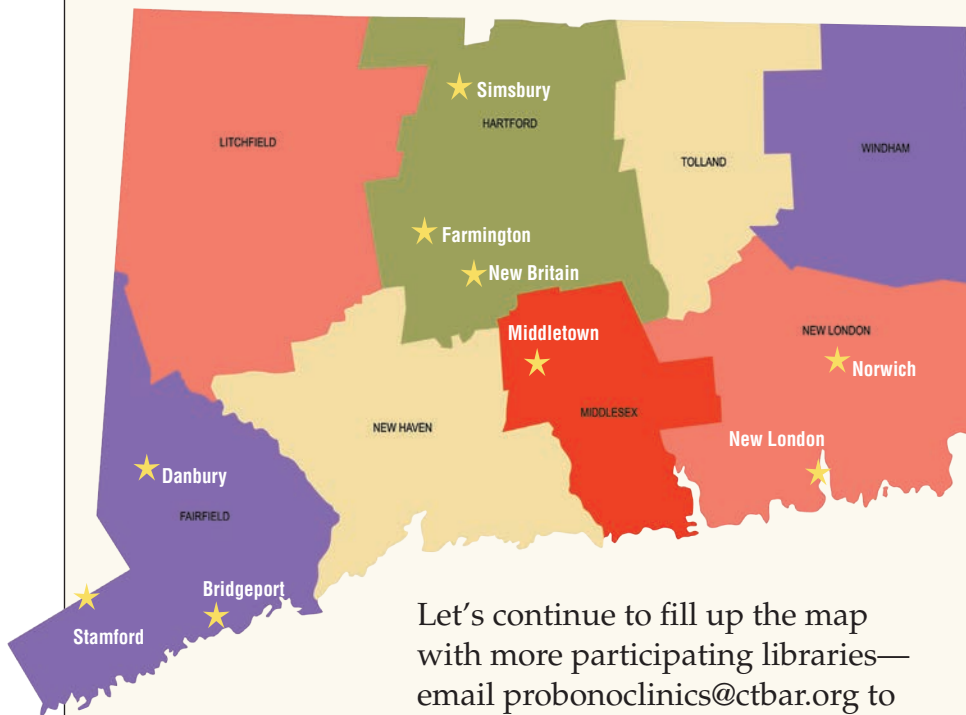 Simsbury
HARTFORD
LITCHFIELD
WINDHAM
TOLLAND
Farmington
New Britain
Middletown
NEW LONDON
Norwich
MIDDLESEX
NEW HAVEN
New London
Danbury
FAIRFIELD
Bridgeport
Stamford
Let's continue to fill up the map
with more participating libraries—
email probonoclinics@ctbar.org to